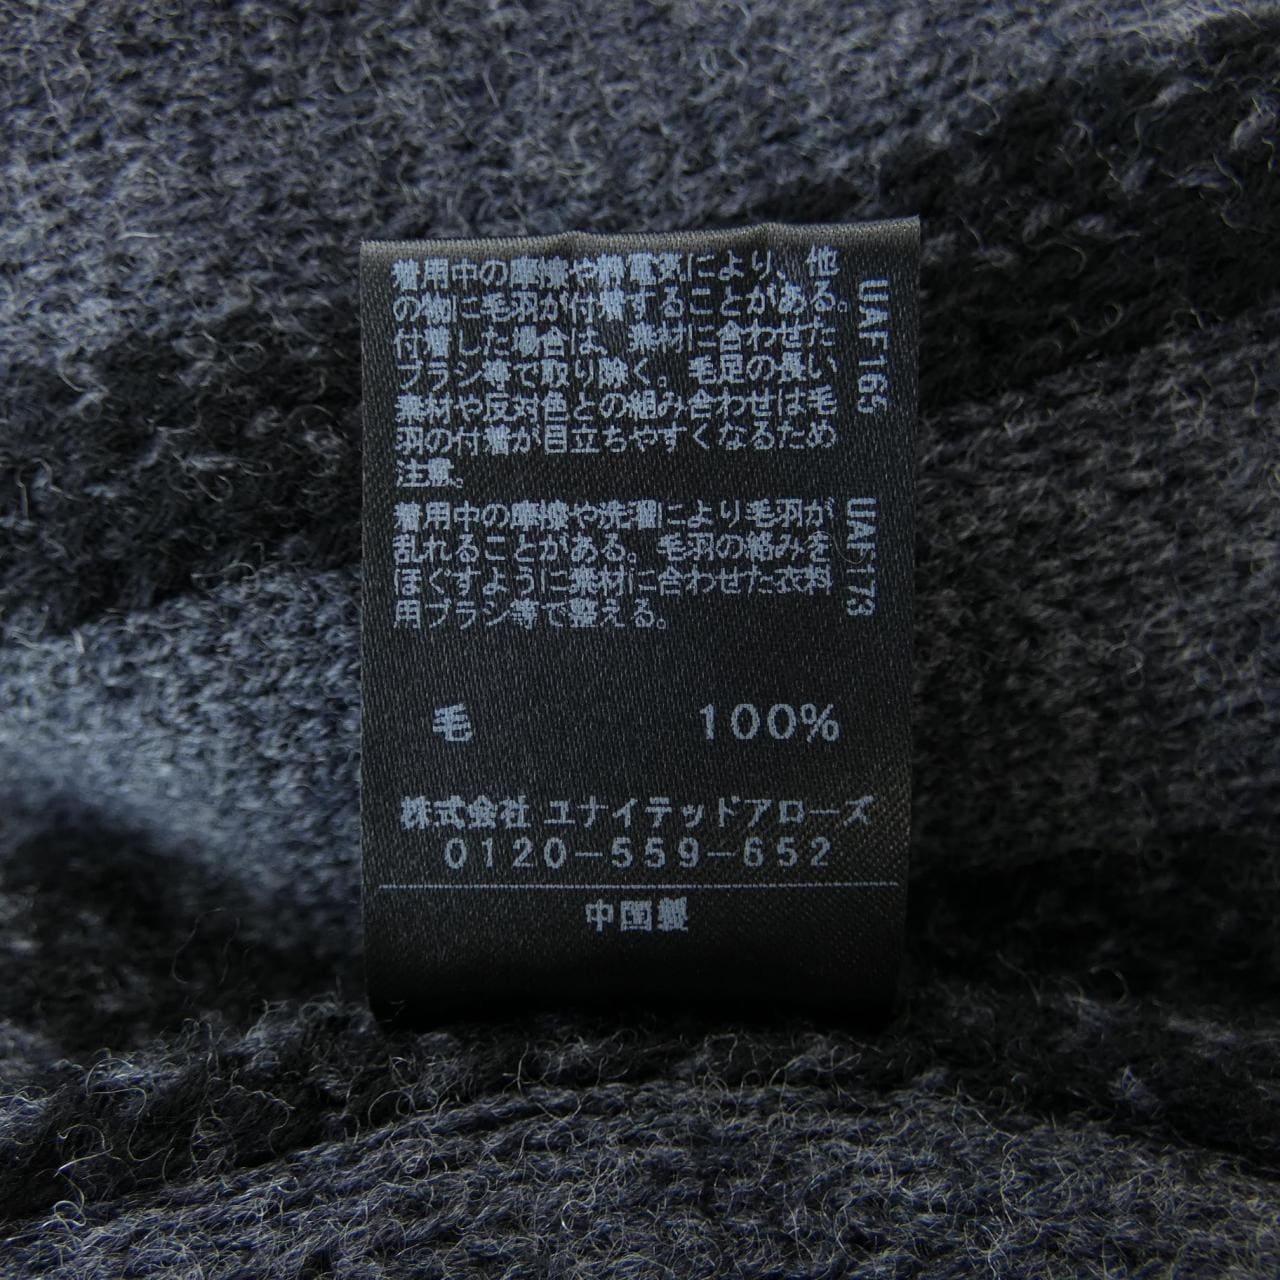 着用中の摩擦や静電気により、他
の物に毛羽が付着することがある。
付着した場合は、素材に合わせた
ブラシ等で取り除く。毛足の長い
素材や反対色との組み合わせは毛
羽の付着が目立ちやすくなるため
注意。
UAF165
着用中の摩擦や洗濯により毛羽が
乱れることがある。毛羽の絡みを
ほぐすように素材に合わせた衣料
用ブラシ等で整える。
UAF173
毛 100%
株式会社 ユナイテッドアローズ
0120-559-652
中国製